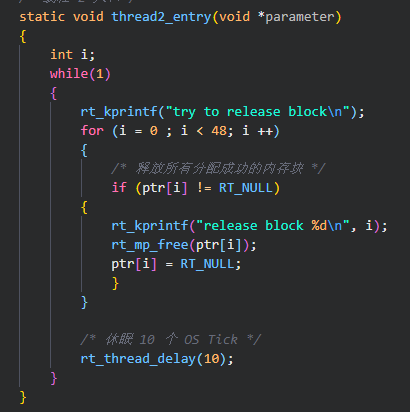 static void thread2_entry(void *parameter)
{
    int i;
    while(1)
    {
        rt_kprintf("try to release block\n");
        for (i = 0 ; i < 48; i ++)
        {
            /* 释放所有分配成功的内存块 */
            if (ptr[i] != RT_NULL)
        {
            rt_kprintf("release block %d\n", i);
            rt_mp_free(ptr[i]);
            ptr[i] = RT_NULL;
            }
        }

        /* 休眠 10 个 OS Tick */
        rt_thread_delay(10);
    }
}